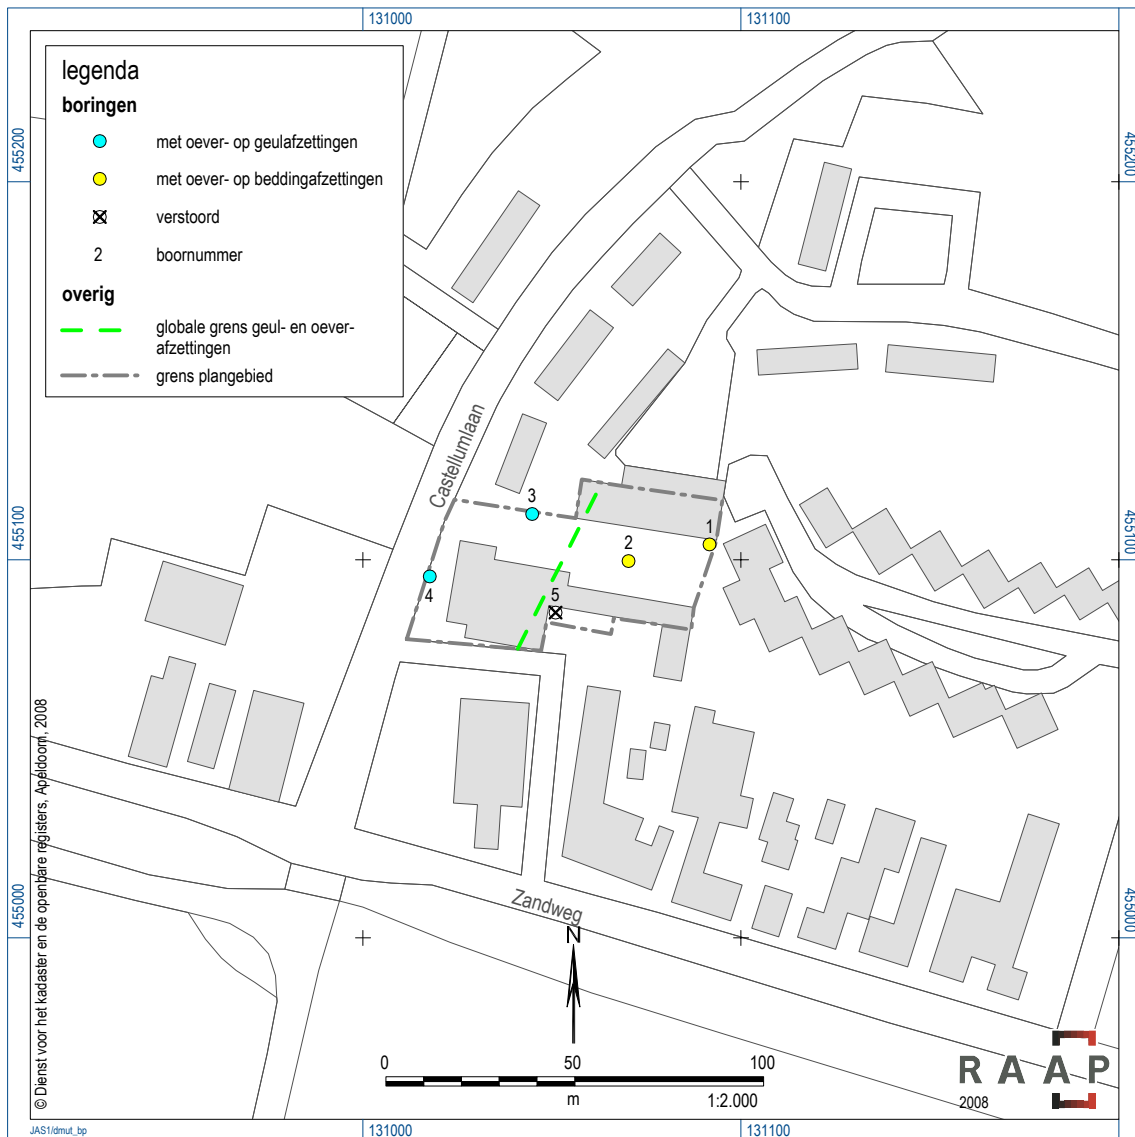 131000
131100
legenda
boringen
met oever- op geulafzettingen
met oever- op beddingafzettingen
verstoord
2
boornummer
overig
globale grens geul- en oever-
afzettingen
grens plangebied
455200
455200
Castellumlaan
3
1
2
455100
455100
4
5
© Dienst voor het kadaster en de openbare registers, Apeldoorn, 2008
Zandweg
455000
455000
N
0
50
100
m
1:2.000
RAAP
2008
JAS1/dmut_bp
131000
131100